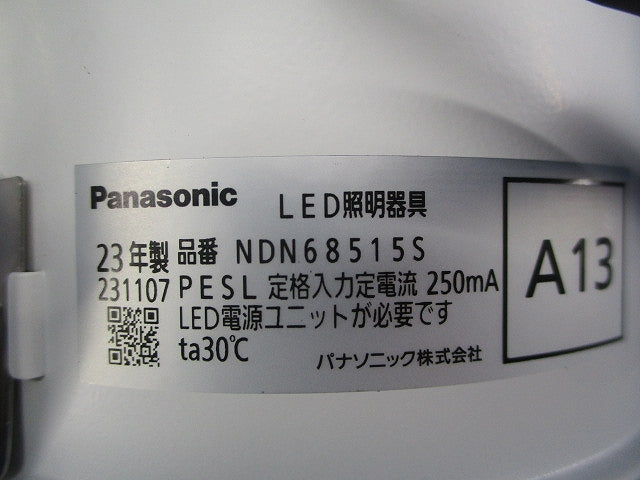 Panasonic LED照明器具
23年製 品番 NDN68515S
231107 PESL 定格入力定電流 250mA
LED電源ユニットが必要です
ta30℃ パナソニック株式会社
A13